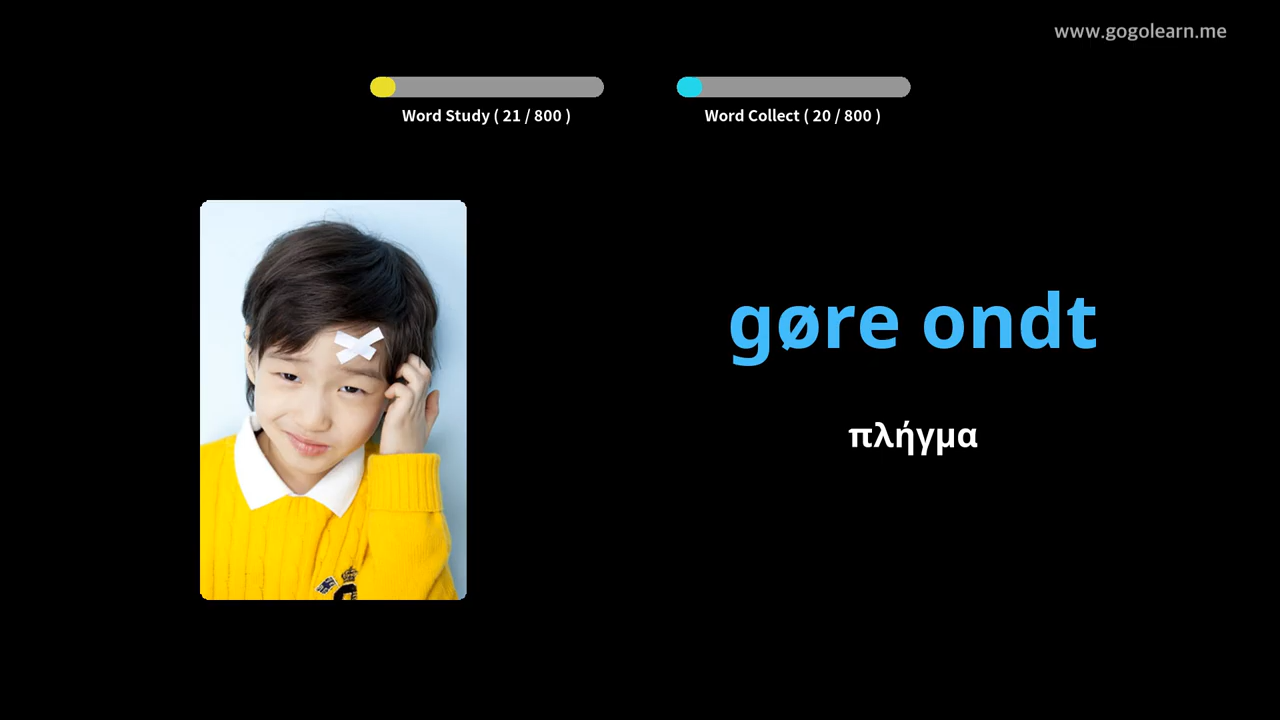 www.gogolearn.me
Word Study ( 21 / 800 )
Word Collect ( 20 / 800 )
gøre ondt
πλήγμα